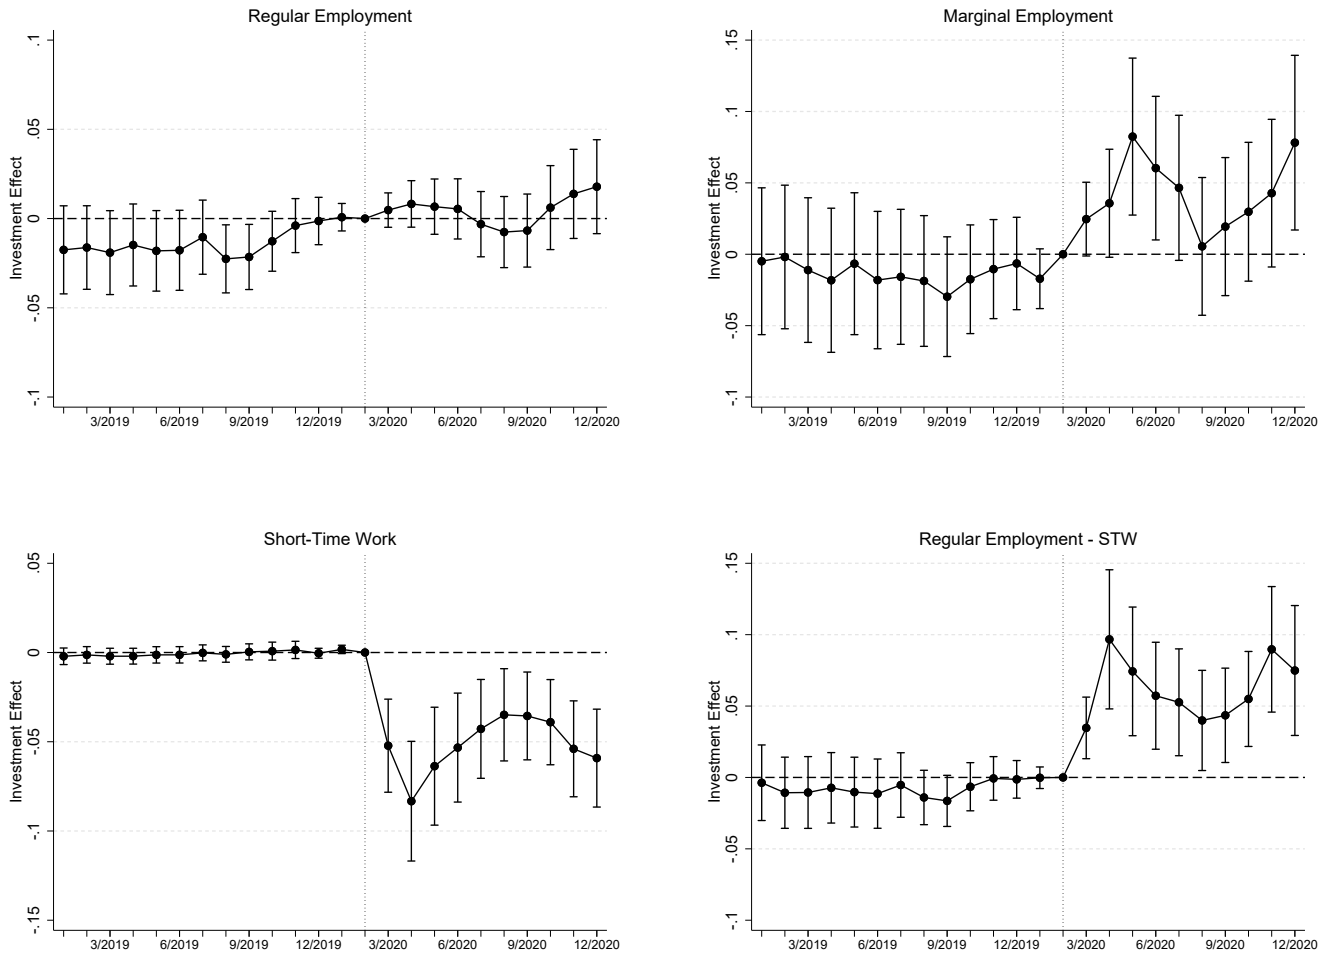 Regular Employment
Investment Effect
.1
.05
0
-.05
-.1
3/2019 6/2019 9/2019 12/2019 3/2020 6/2020 9/2020 12/2020
Marginal Employment
Investment Effect
.15
.1
.05
0
-.05
-.1
3/2019 6/2019 9/2019 12/2019 3/2020 6/2020 9/2020 12/2020
Short-Time Work
Investment Effect
.05
0
-.05
-.1
-.15
3/2019 6/2019 9/2019 12/2019 3/2020 6/2020 9/2020 12/2020
Regular Employment - STW
Investment Effect
.15
.1
.05
0
-.05
-.1
3/2019 6/2019 9/2019 12/2019 3/2020 6/2020 9/2020 12/2020